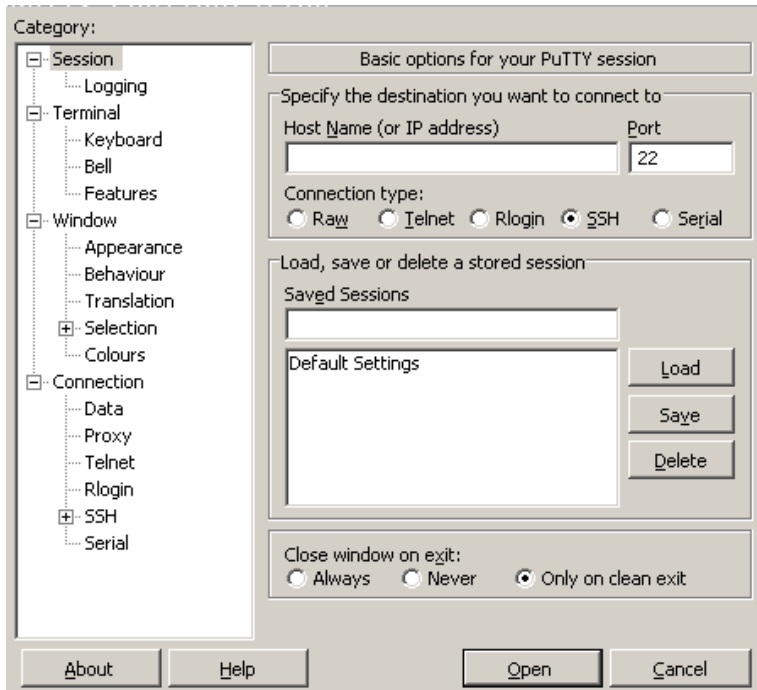 Category:
Session
Logging
Terminal
Keyboard
Bell
Features
Window
Appearance
Behaviour
Translation
Selection
Colours
Connection
Data
Proxy
Telnet
Rlogin
SSH
Serial
Basic options for your PuTTY session
Specify the destination you want to connect to
Host Name (or IP address) Port
22
Connection type:
Raw Telnet Rlogin SSH Serial
Load, save or delete a stored session
Saved Sessions
Default Settings
Load
Save
Delete
Close window on exit:
Always Never Only on clean exit
About Help Open Cancel